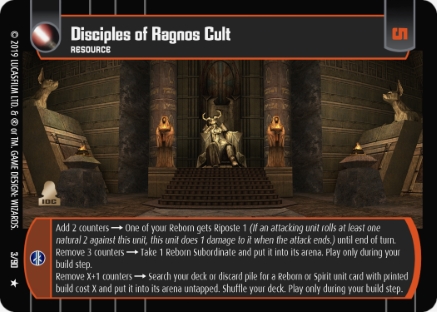 Disciples of Ragnos Cult
RESOURCE
5
IDC
Add 2 counters → One of your Reborn gets Riposte 1 (If an attacking unit rolls at least one
natural 2 against this unit, this unit does 1 damage to it when the attack ends.) until end of turn.
Remove 3 counters → Take 1 Reborn Subordinate and put it into its arena. Play only during your
build step.
Remove X+1 counters → Search your deck or discard pile for a Reborn or Spirit unit card with printed
build cost X and put it into its arena untapped. Shuffle your deck. Play only during your build step.
© 2019 LUCASFILM LTD. & ® or TM. GAME DESIGN: WIZARDS.
3/90